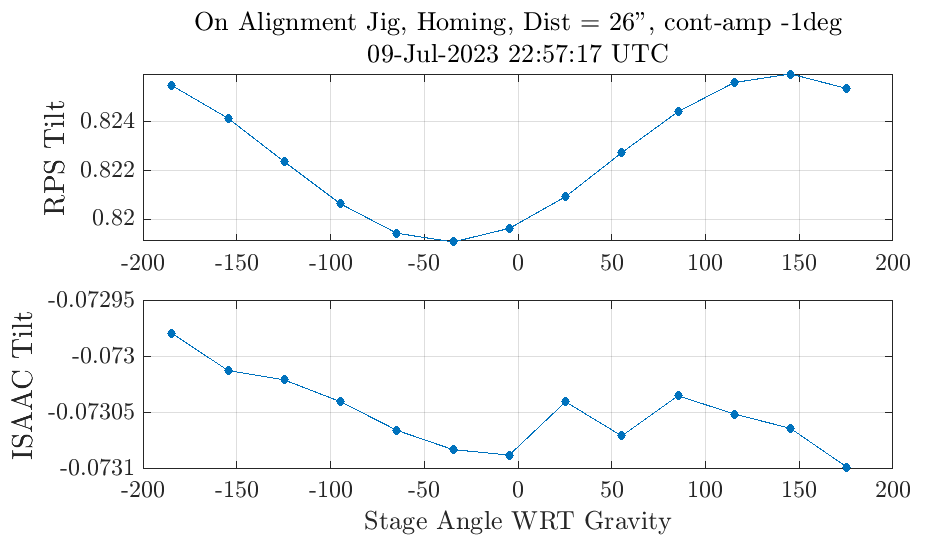 On Alignment Jig, Homing, Dist = 26”, cont-amp -1deg
09-Jul-2023 22:57:17 UTC
RPS Tilt
0.824
0.822
0.82
-200 -150 -100 -50 0 50 100 150 200
ISAAC Tilt
-0.07295
-0.073
-0.07305
-0.0731
-200 -150 -100 -50 0 50 100 150 200
Stage Angle WRT Gravity